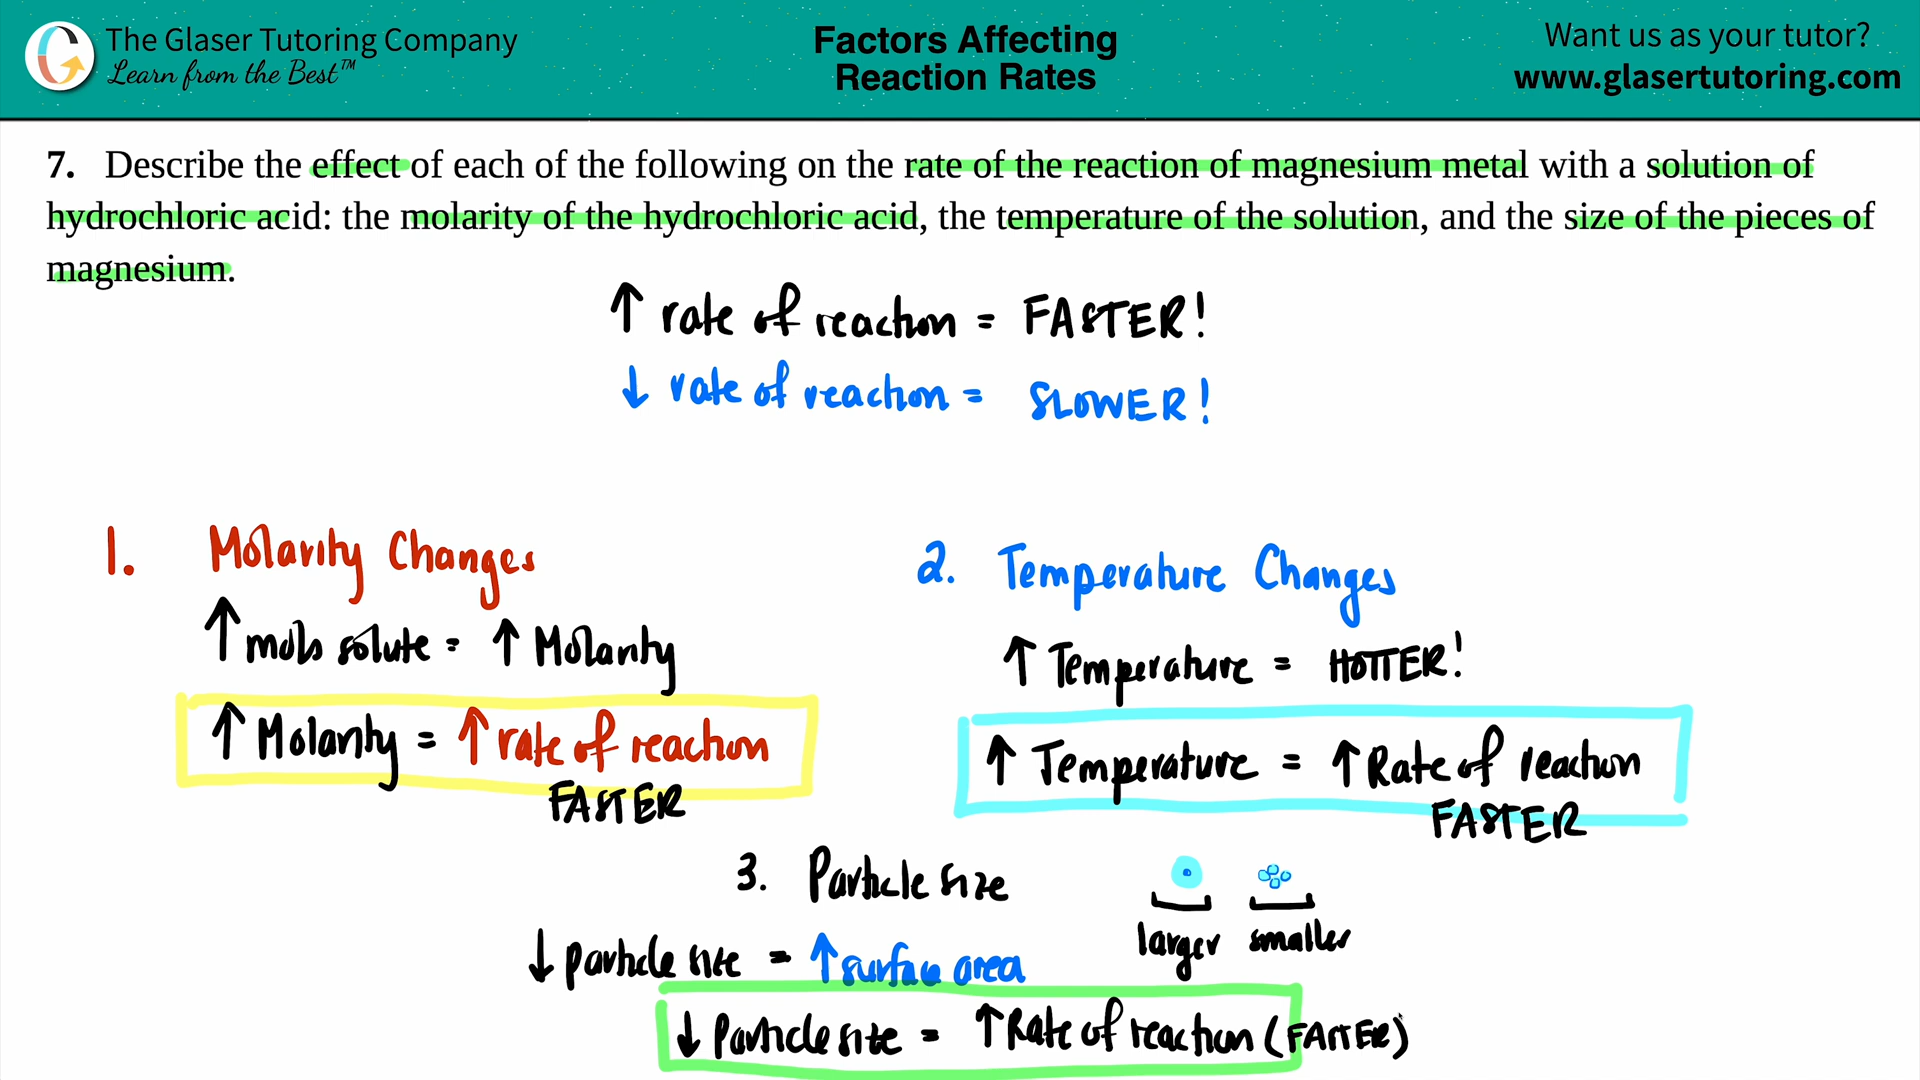 The Glaser Tutoring Company
Learn from the Best™
Factors Affecting
Reaction Rates
Want us as your tutor?
www.glasertutoring.com
7. Describe the effect of each of the following on the rate of the reaction of magnesium metal with a solution of
hydrochloric acid: the molarity of the hydrochloric acid, the temperature of the solution, and the size of the pieces of
magnesium.
↑ rate of reaction = FASTER!
↓ rate of reaction = SLOWER!
1. Molarity Changes
↑ mols solute = ↑ Molarity
↑ Molarity = ↑ rate of reaction
FASTER
2. Temperature Changes
↑ Temperature = HOTTER!
↑ Temperature = ↑ Rate of reaction
FASTER
3. Particle size
larger smaller
↓ particle size = ↑ surface area
↓ Particle size = ↑ Rate of reaction (FASTER)